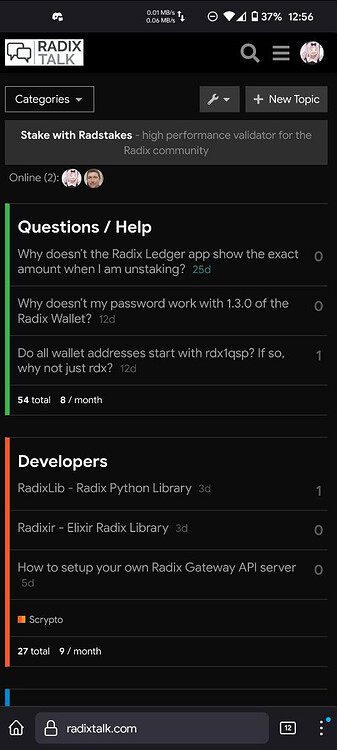 0.01 MB/s
0.06 MB/s
37% 12:56
RADIX
TALK
Categories
New Topic
Stake with Radstakes - high performance validator for the
Radix community
Online (2):
Questions / Help
Why doesn't the Radix Ledger app show the exact 0
amount when I am unstaking? 25d
Why doesn't my password work with 1.3.0 of the 0
Radix Wallet? 12d
Do all wallet addresses start with rdx1qsp? If so, 1
why not just rdx? 12d
54 total 8 / month
Developers
RadixLib - Radix Python Library 3d 1
Radixir - Elixir Radix Library 3d 0
How to setup your own Radix Gateway API server 0
5d
Scrypto
27 total 9 / month
radixtalk.com
12